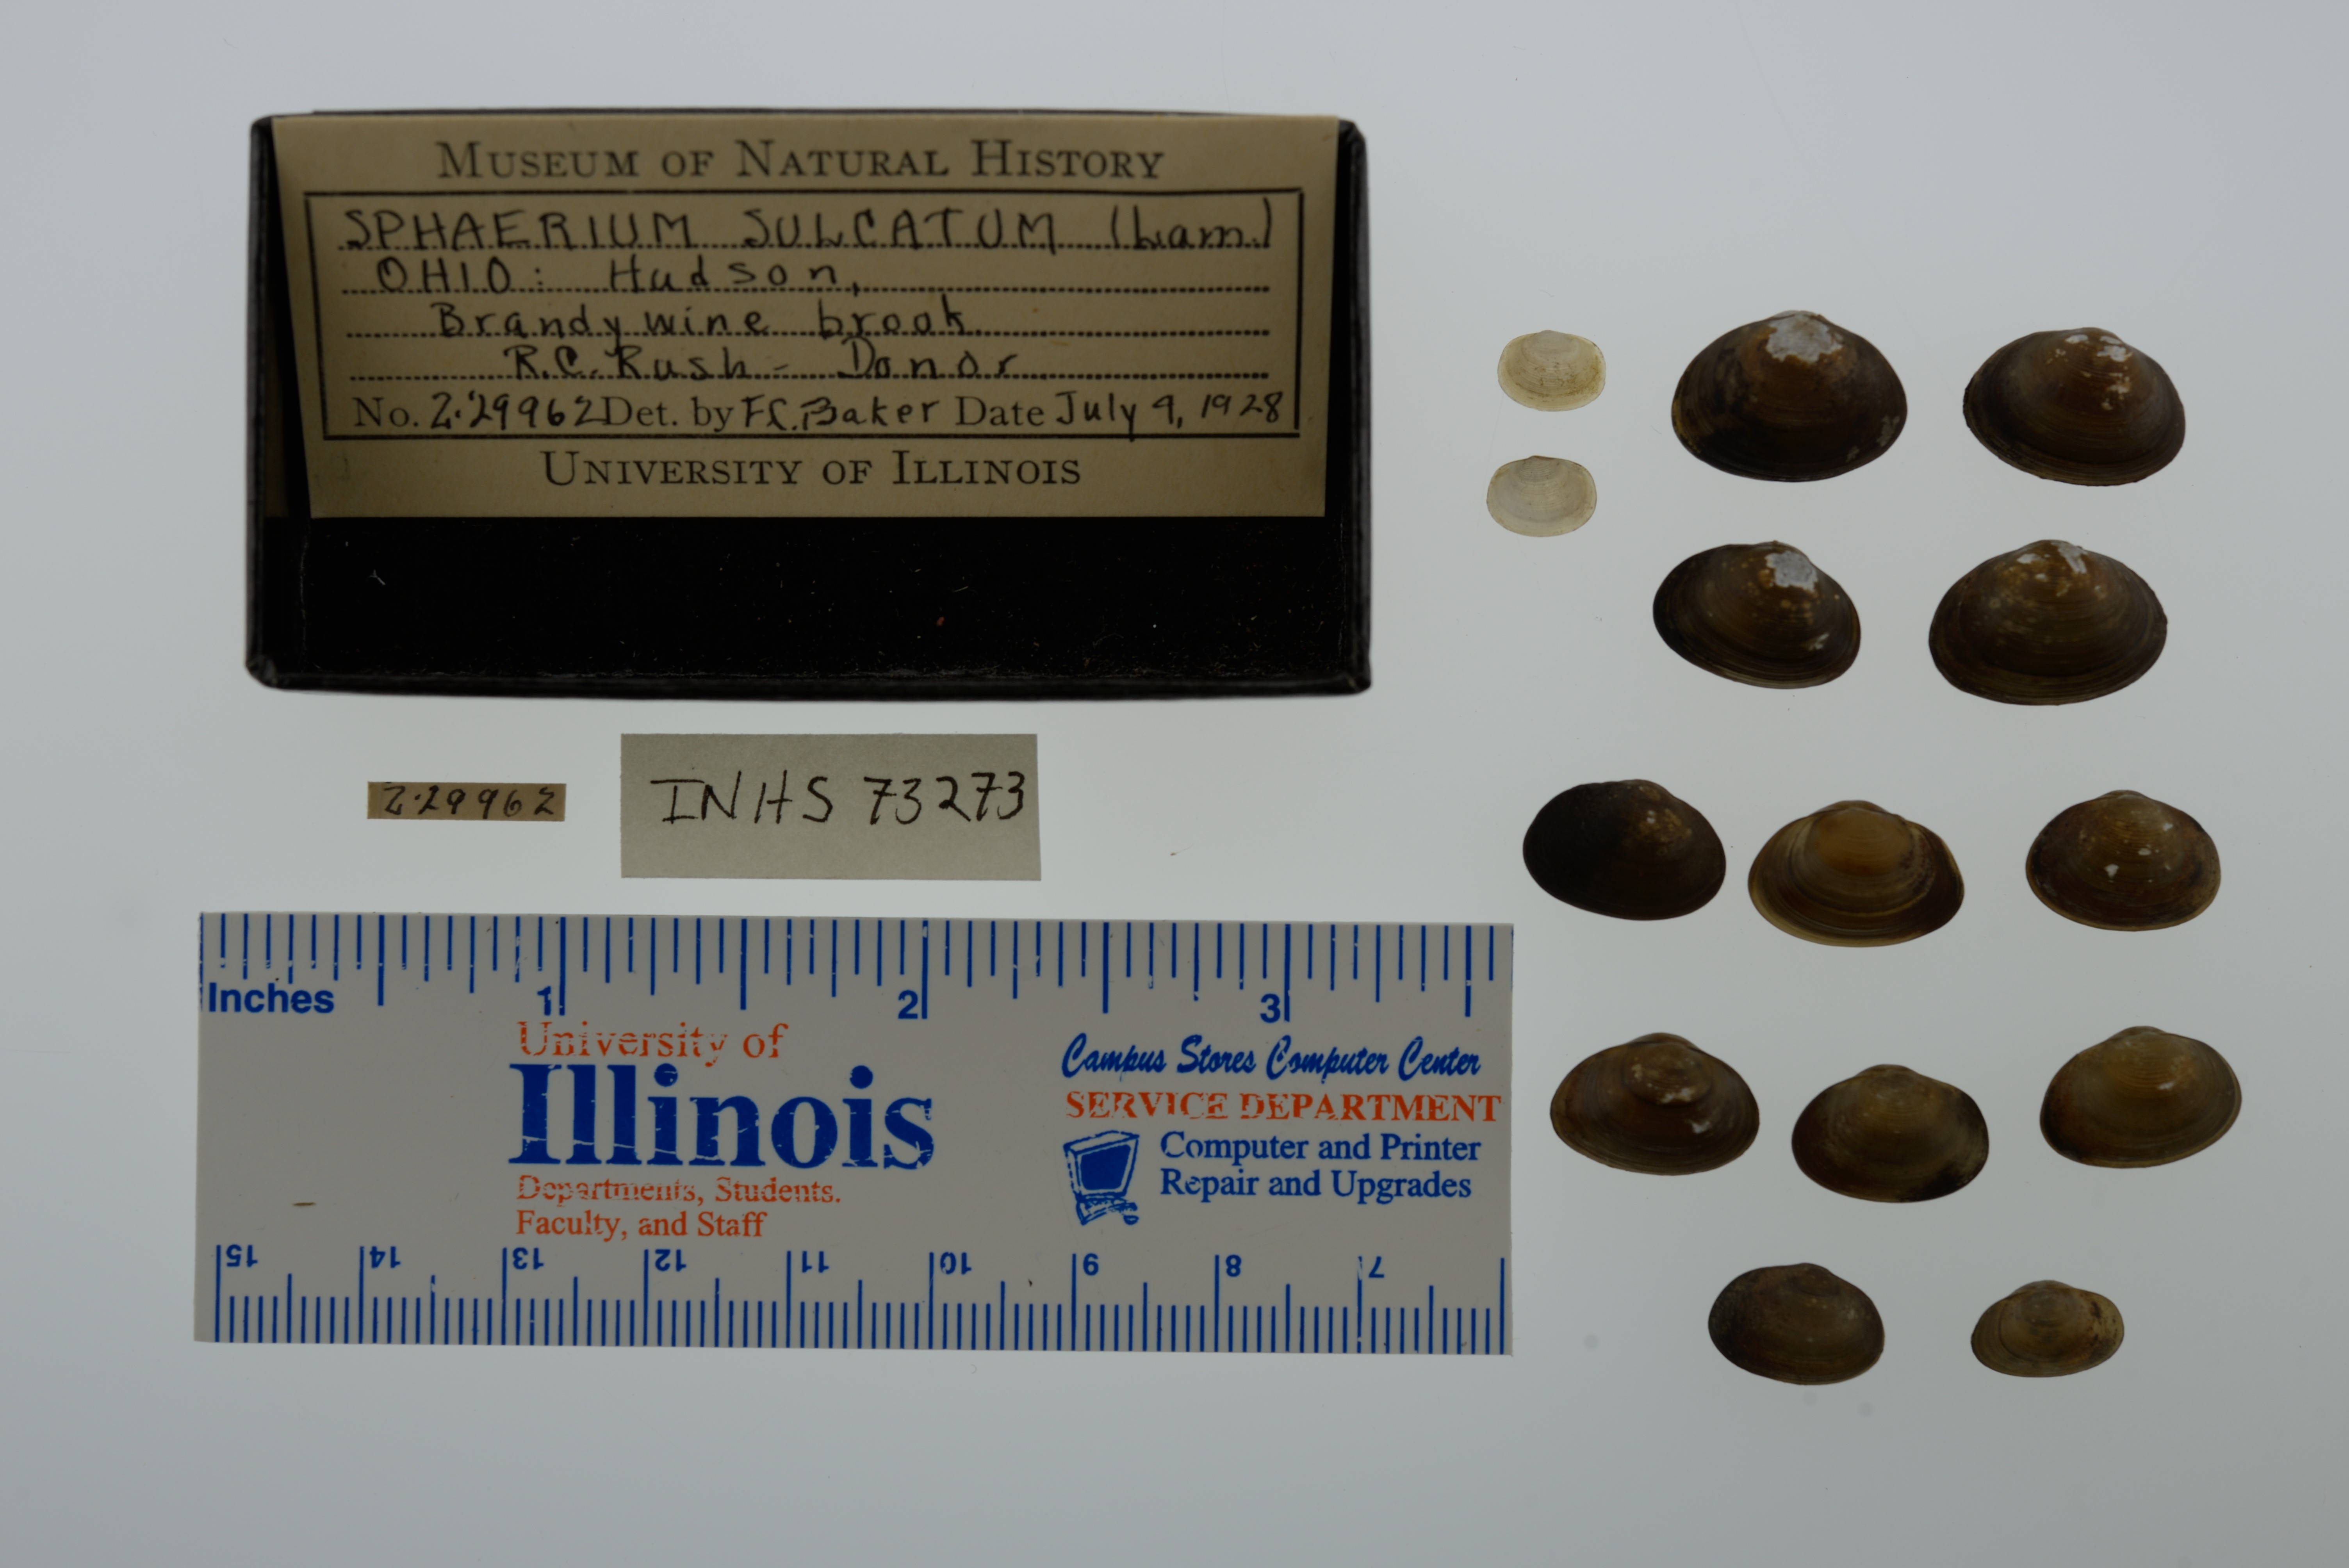 MUSEUM OF NATURAL HISTORY
SPHAERIUM SULCATUM (Lam.)
OHIO: Hudson,
Brandywine brook
R.C. Rush - Donor
No. Z-29962 Det. by F.C. Baker Date July 9, 1928
UNIVERSITY OF ILLINOIS
Z-29962
INHS 73273
Inches 1 2 3
University of
Illinois
Departments, Students.
Faculty, and Staff
Campus Stores Computer Center
SERVICE DEPARTMENT
Computer and Printer
Repair and Upgrades
15 14 13 12 11 10 9 8 7